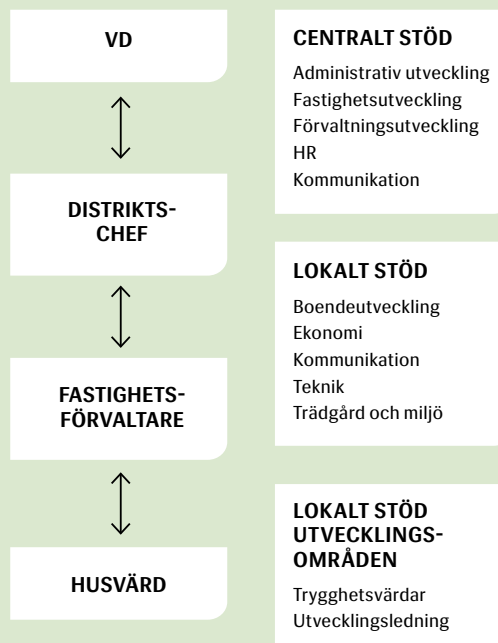 VD
DISTRIKTS-
CHEF
FASTIGHETS-
FÖRVALTARE
HUSVÄRD
CENTRALT STÖD
Administrativ utveckling
Fastighetsutveckling
Förvaltningsutveckling
HR
Kommunikation
LOKALT STÖD
Boendeutveckling
Ekonomi
Kommunikation
Teknik
Trädgård och miljö
LOKALT STÖD
UTVECKLINGS-
OMRÅDEN
Trygghetsvärdar
Utvecklingsledning